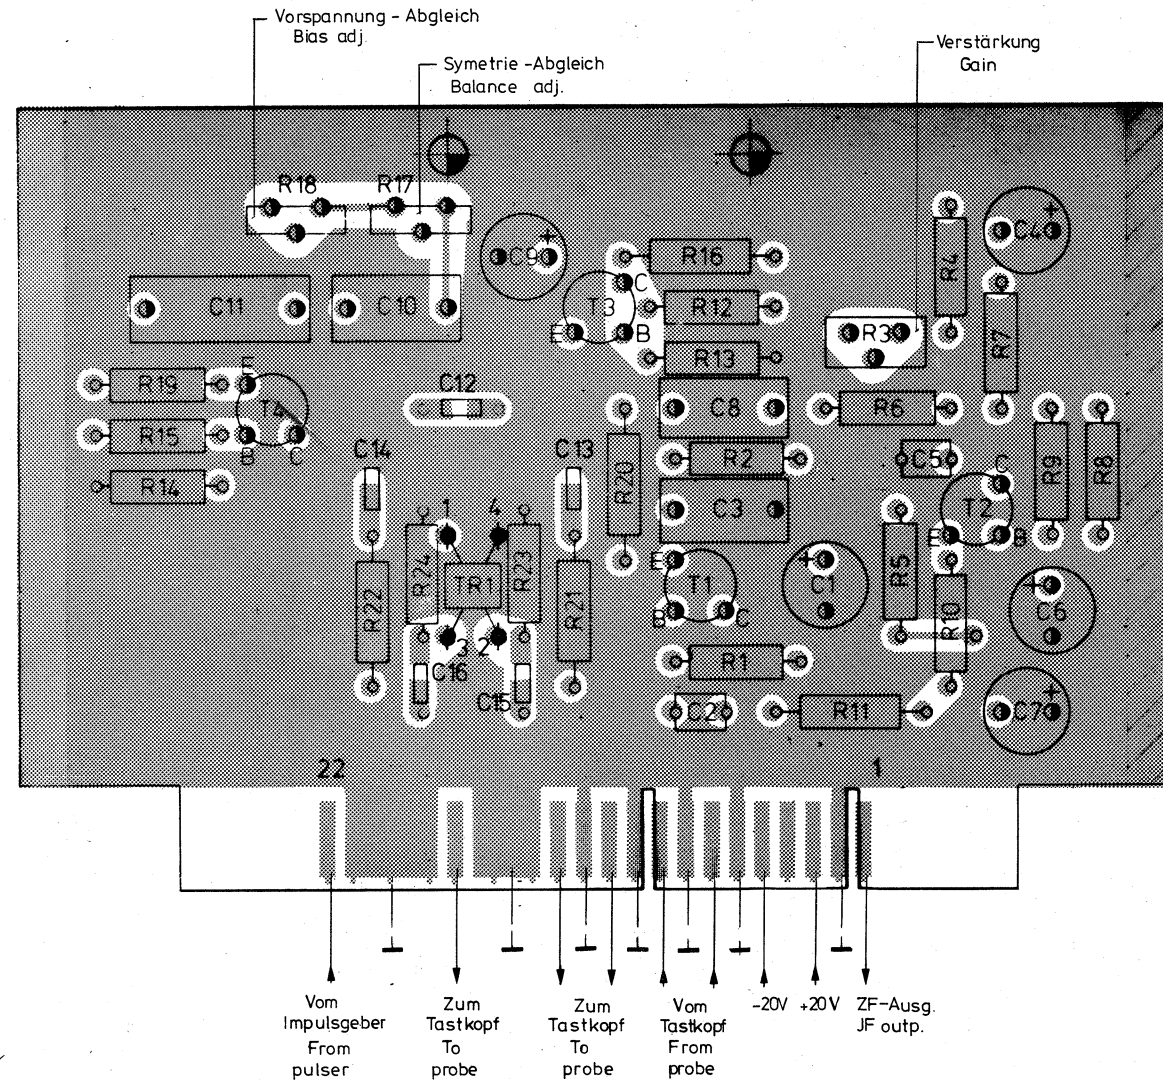 Vorspannung - Abgleich
Bias adj.
Symetrie - Abgleich
Balance adj.
Verstärkung
Gain
R18
R17
C9
+
C4
+
R4
R16
C
R12
T3
E
B
R13
R3
R7
C11
C10
R19
E
T4
R15
B
C
R14
C12
C8
R6
C14
C13
R20
R2
C5
C
R9
R8
C3
T2
E
B
1
4
R24
TR1
R23
R22
R21
3
2
C16
C15
E
T1
B
C
+
C1
R5
R10
+
C6
R1
C2
R11
+
C7
22
1
Vom
Impulsgeber
From
pulser
Zum
Tastkopf
To
probe
Zum
Tastkopf
To
probe
Vom
Tastkopf
From
probe
-20V
+20V
ZF-Ausg.
JF outp.